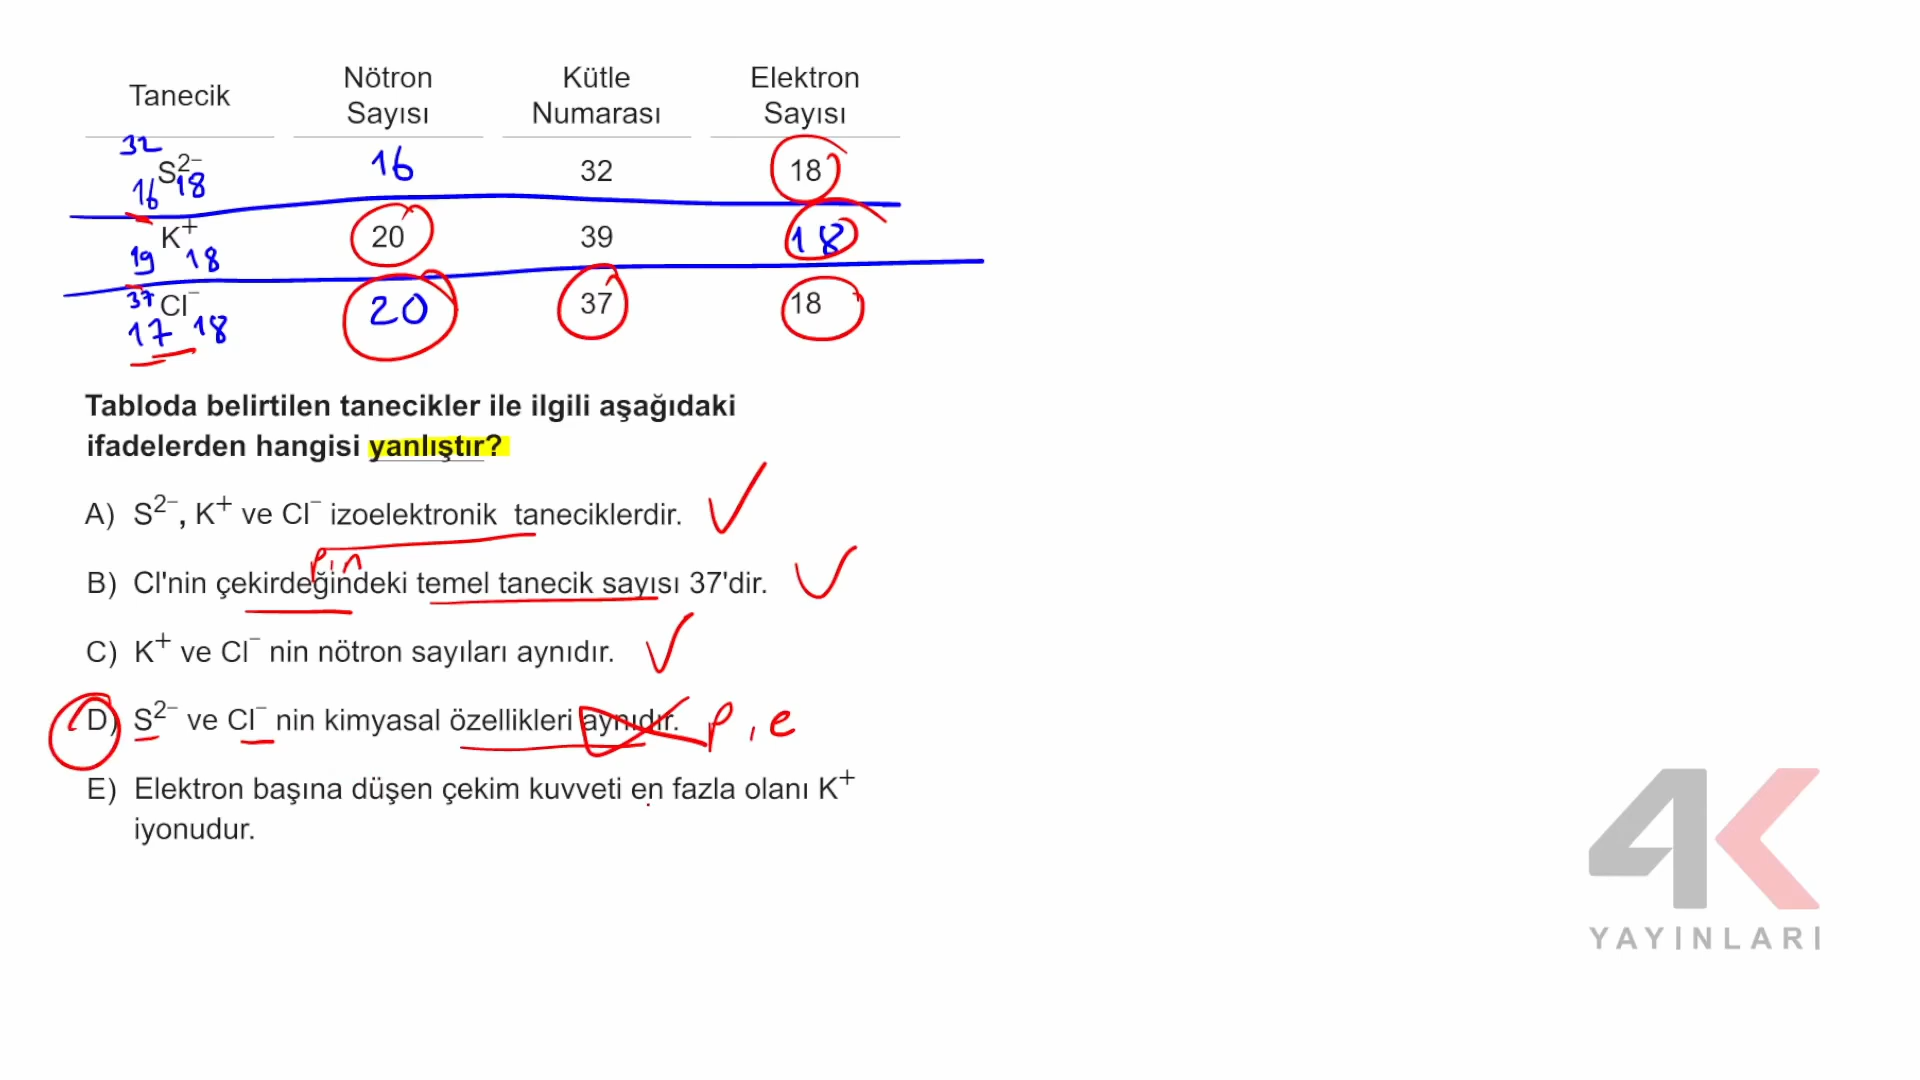 Tanecik Nötron Sayısı Kütle Numarası Elektron Sayısı
32
S²⁻ 16 32 18
16 18
K⁺ 20 39 18
19 18
37 Cl⁻ 20 37 18
17 18
Tabloda belirtilen tanecikler ile ilgili aşağıdaki
ifadelerden hangisi yanlıştır?
A) S²⁻, K⁺ ve Cl⁻ izoelektronik taneciklerdir.
p, n
B) Cl'nin çekirdeğindeki temel tanecik sayısı 37'dir.
C) K⁺ ve Cl⁻ nin nötron sayıları aynıdır.
D) S²⁻ ve Cl⁻ nin kimyasal özellikleri aynıdır. p, e
E) Elektron başına düşen çekim kuvveti en fazla olanı K⁺
iyonudur.
4K
YAYINLARI